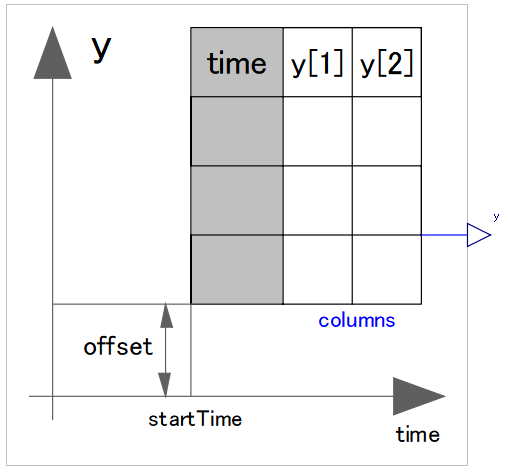 y
time y[1] y[2]
y
columns
offset
startTime
time